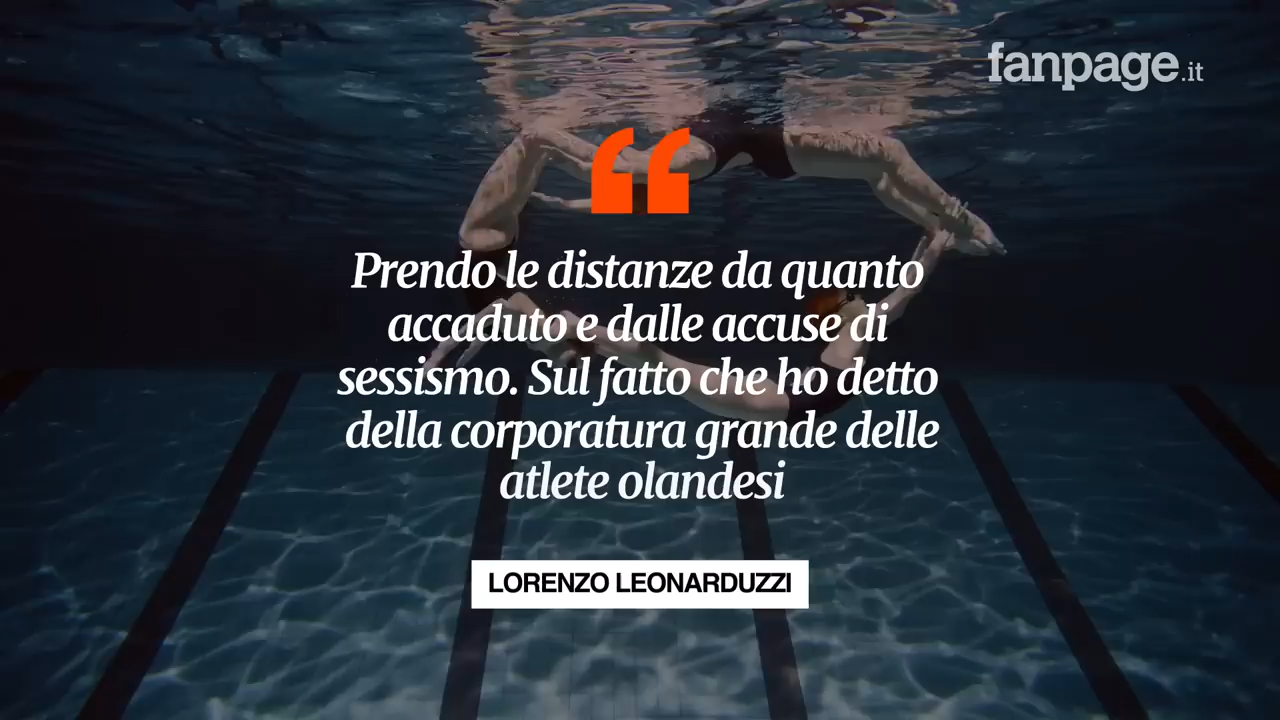 fanpage.it
Prendo le distanze da quanto
accaduto e dalle accuse di
sessismo. Sul fatto che ho detto
della corporatura grande delle
atlete olandesi
LORENZO LEONARDUZZI